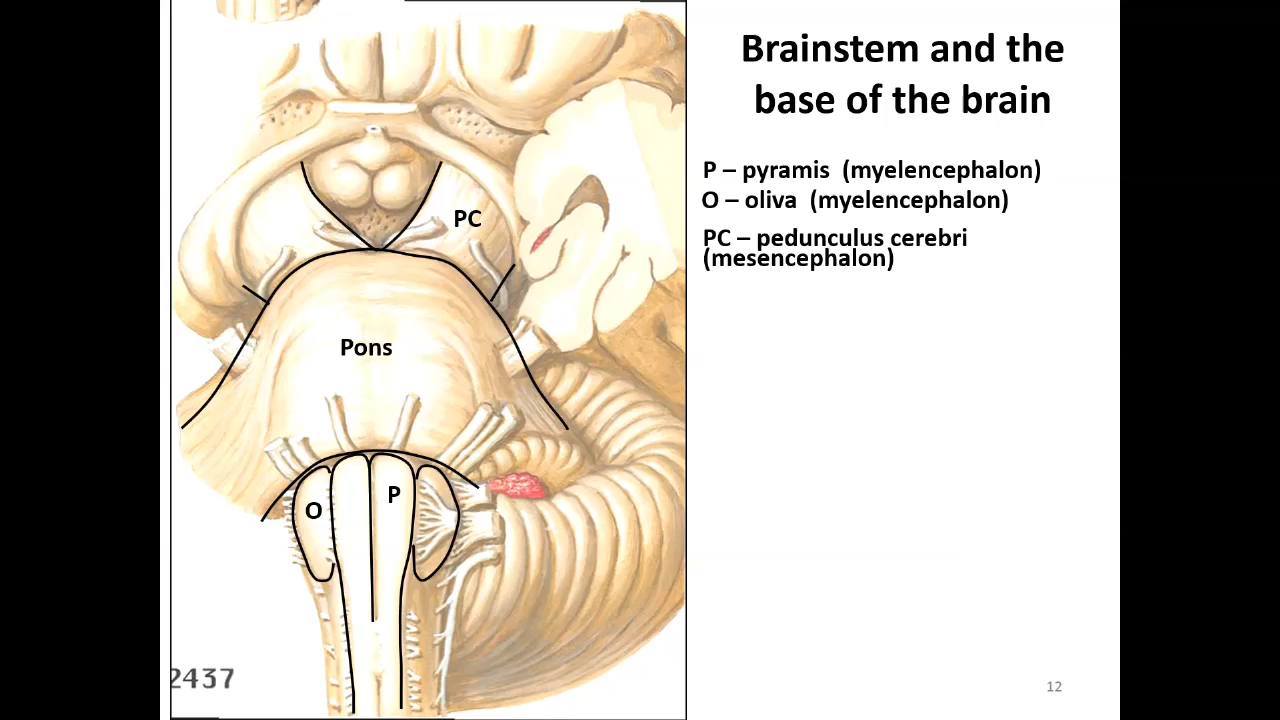 Brainstem and the
base of the brain
P – pyramis (myelencephalon)
O – oliva (myelencephalon)
PC – pedunculus cerebri
(mesencephalon)
PC
Pons
P
O
2437
12